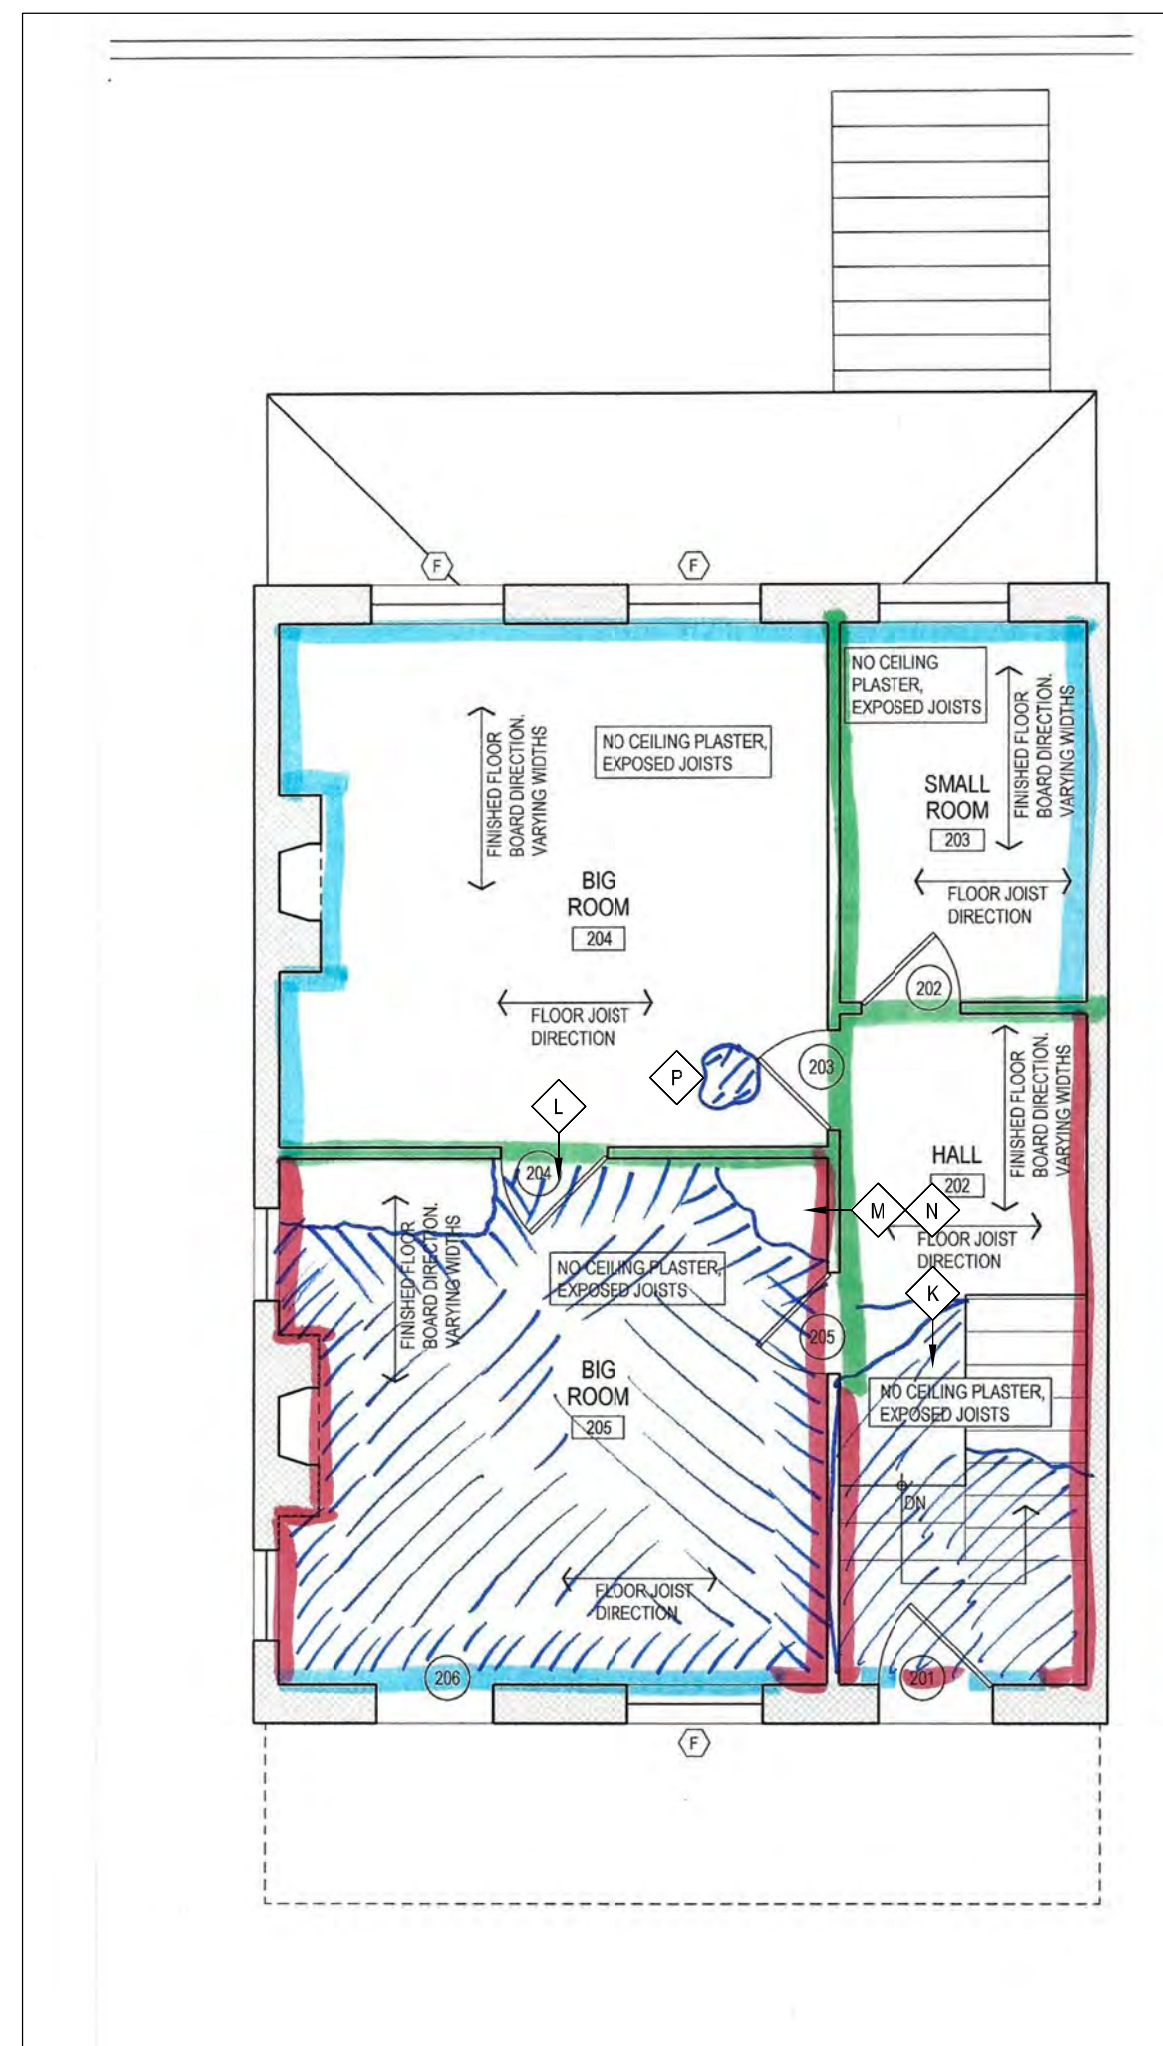 F
F
NO CEILING
PLASTER,
EXPOSED JOISTS
FINISHED FLOOR
BOARD DIRECTION.
VARYING WIDTHS
NO CEILING PLASTER,
EXPOSED JOISTS
FINISHED FLOOR
BOARD DIRECTION.
VARYING WIDTHS
SMALL
ROOM
203
BIG
ROOM
204
FLOOR JOIST
DIRECTION
202
FLOOR JOIST
DIRECTION
203
P
L
FINISHED FLOOR
BOARD DIRECTION.
VARYING WIDTHS
HALL
202
204
M
N
FLOOR JOIST
DIRECTION
FINISHED FLOOR
BOARD DIRECTION.
VARYING WIDTHS
NO CEILING PLASTER,
EXPOSED JOISTS
K
205
BIG
ROOM
205
NO CEILING PLASTER,
EXPOSED JOISTS
DN
FLOOR JOIST
DIRECTION
206
201
F